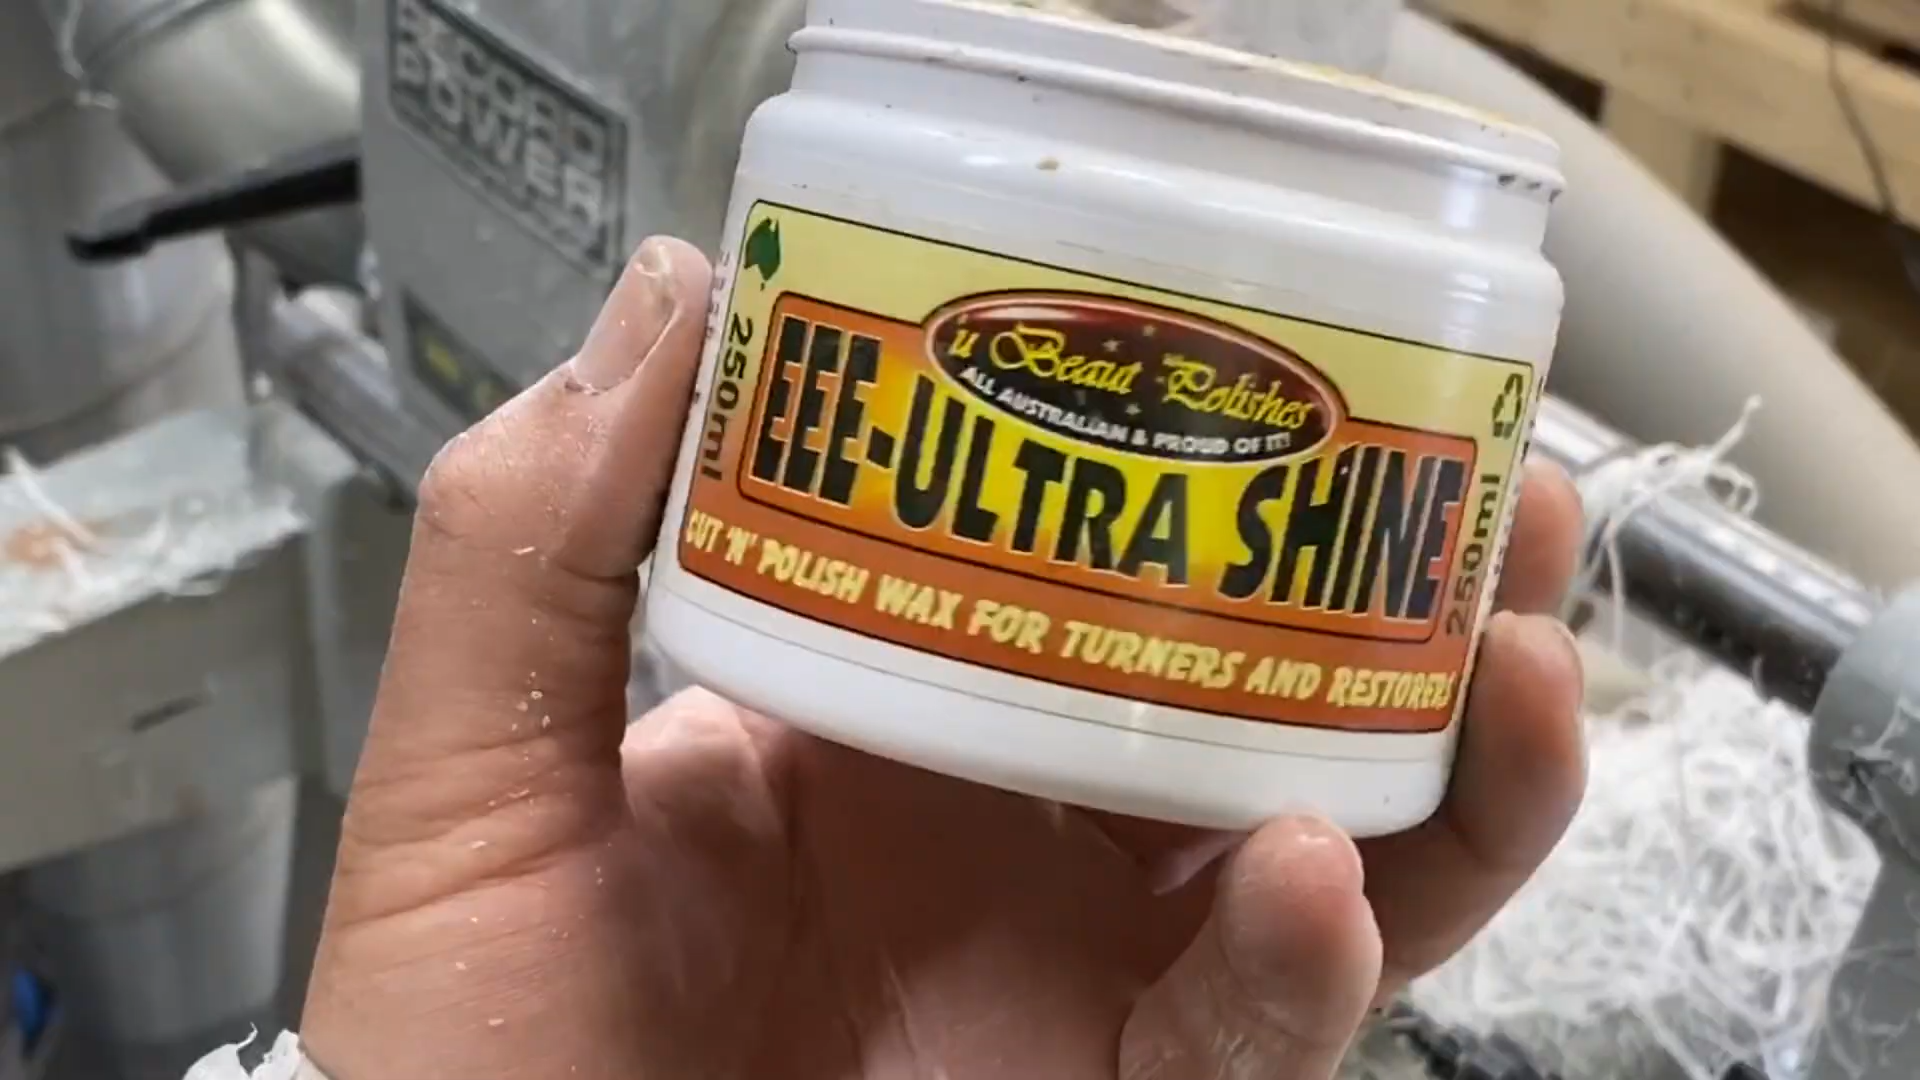 RECORD
POWER
'u Beaut Polishes
ALL AUSTRALIAN & PROUD OF IT!
EEE-ULTRA SHINE
CUT 'N' POLISH WAX FOR TURNERS AND RESTORERS
250ml
250ml